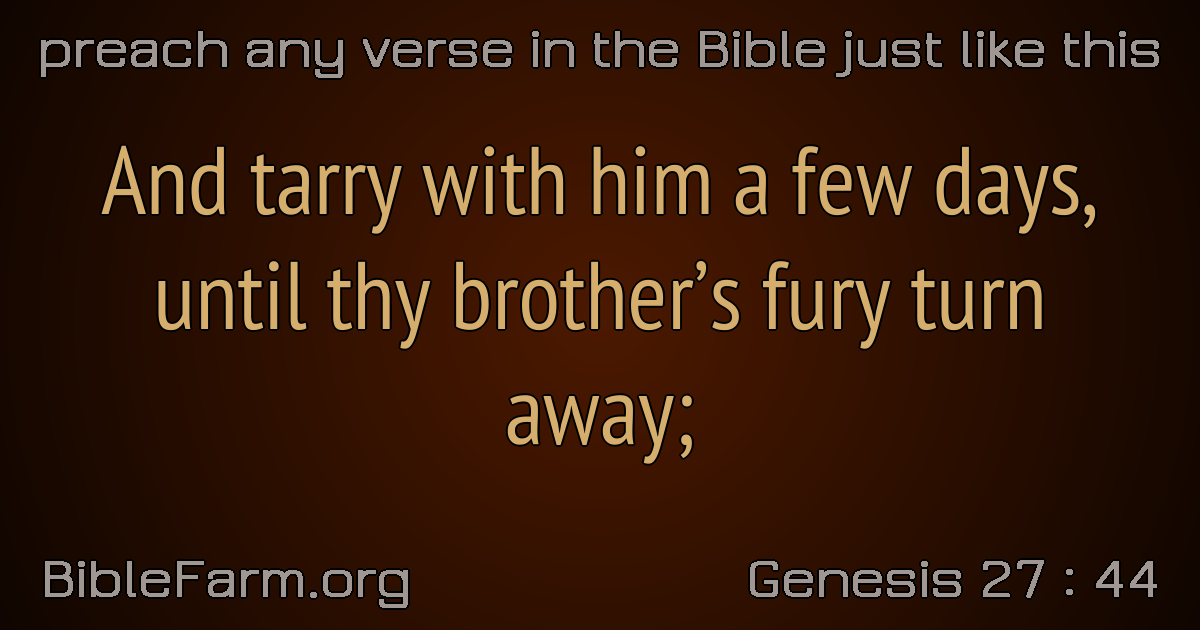 preach any verse in the Bible just like this
And tarry with him a few days,
until thy brother’s fury turn
away;
BibleFarm.org
Genesis 27 : 44